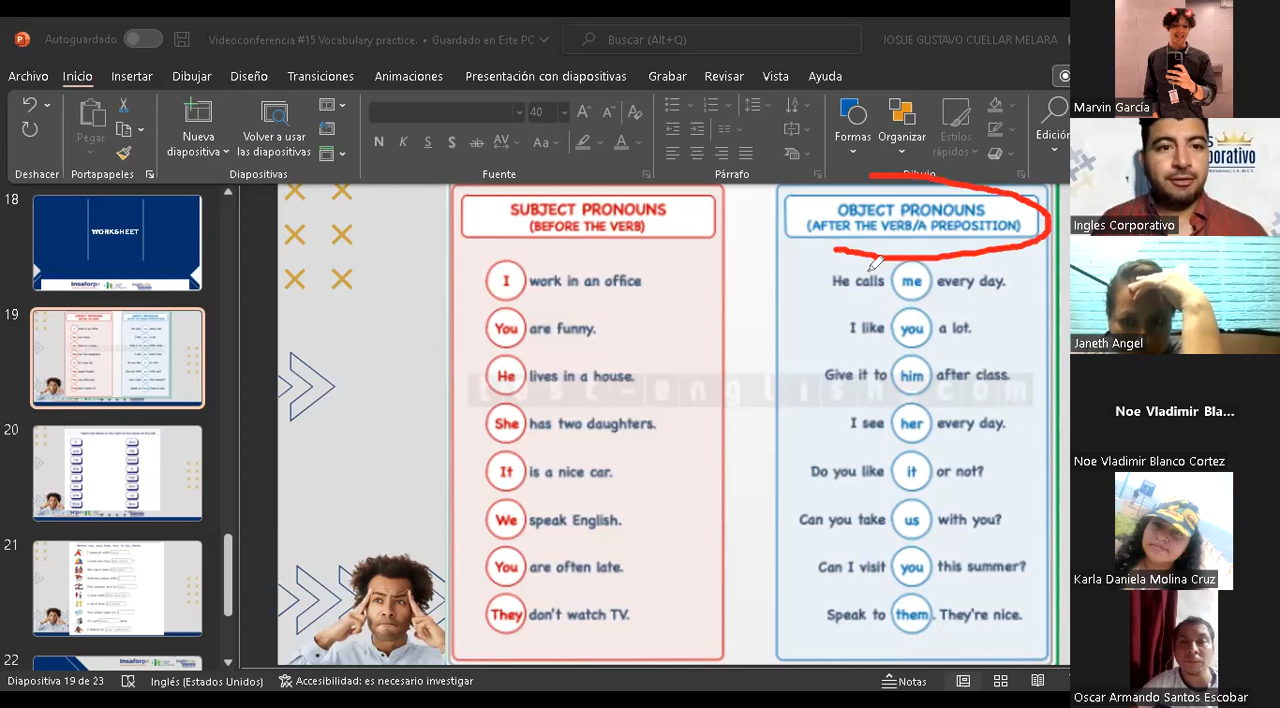 Autoguardado
Videoconferencia #15 Vocabulary practice. • Guardado en Este PC
Buscar (Alt+Q)
JOSUE GUSTAVO CUELLAR MELARA
Archivo Inicio Insertar Dibujar Diseño Transiciones Animaciones Presentación con diapositivas Grabar Revisar Vista Ayuda
Pegar
Nueva diapositiva
Volver a usar las diapositivas
40
N K S S ab AV Aa A
Formas Organizar Estilos rápidos Edición
Deshacer Portapapeles Diapositivas Fuente Párrafo
18
WORKSHEET
19
20
21
22
SUBJECT PRONOUNS
(BEFORE THE VERB)
I work in an office
You are funny.
He lives in a house.
She has two daughters.
It is a nice car.
We speak English.
You are often late.
They don't watch TV.
OBJECT PRONOUNS
(AFTER THE VERB/A PREPOSITION)
He calls me every day.
I like you a lot.
Give it to him after class.
I see her every day.
Do you like it or not?
Can you take us with you?
Can I visit you this summer?
Speak to them. They're nice.
Diapositiva 19 de 23
Inglés (Estados Unidos)
Accesibilidad: es necesario investigar
Notas
Marvin García
Ingles Corporativo
Janeth Angel
Noe Vladimir Bla...
Noe Vladimir Blanco Cortez
Karla Daniela Molina Cruz
Oscar Armando Santos Escobar